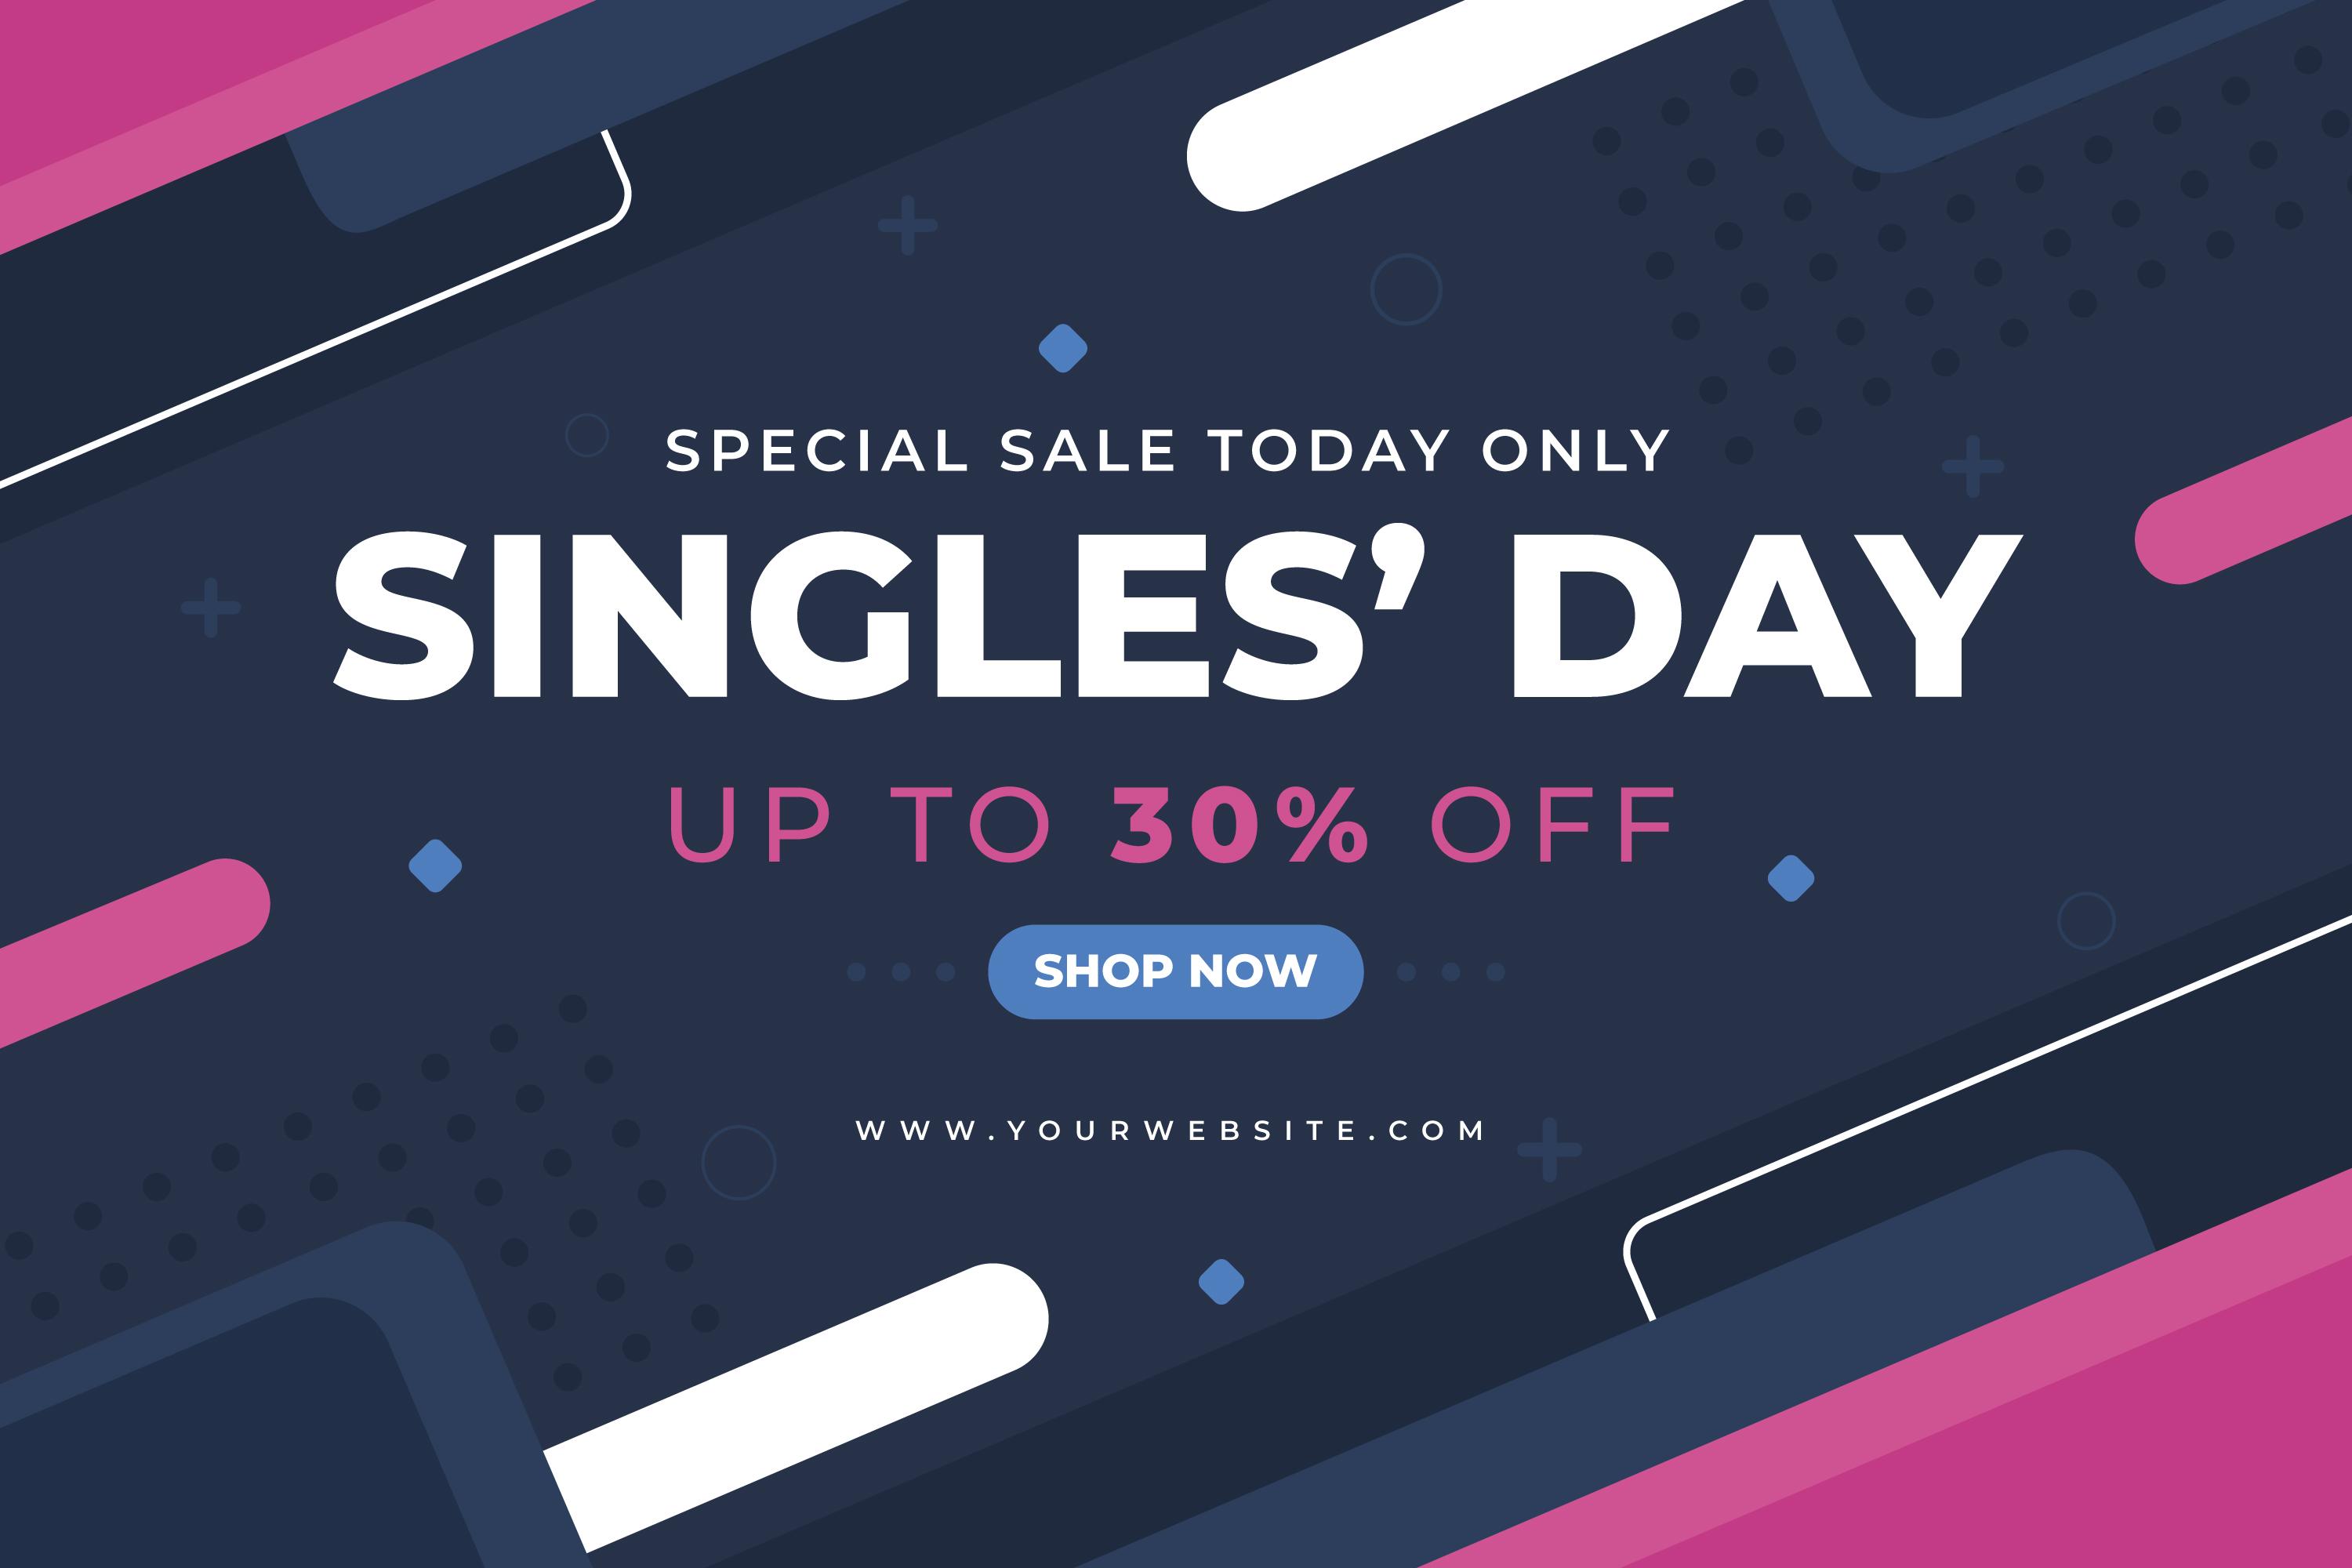 SPECIAL SALE TODAY ONLY
SINGLES’ DAY
UP TO 30% OFF
SHOP NOW
WWW.YOURWEBSITE.COM